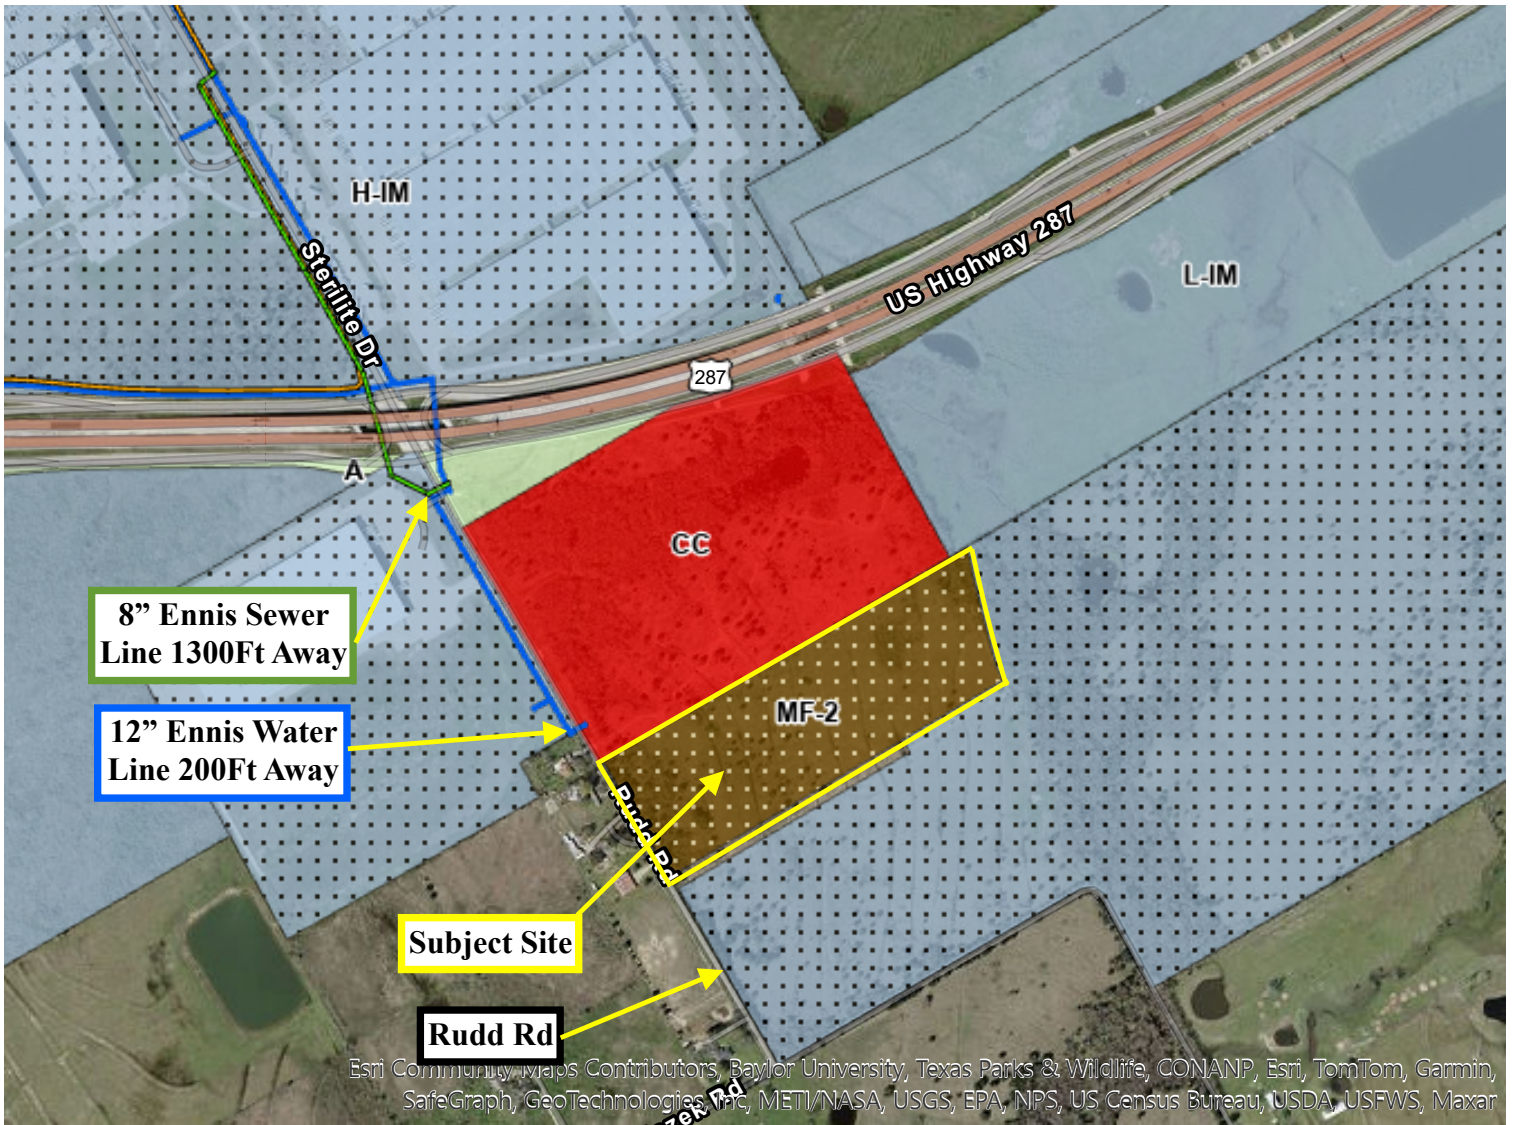 H-IM
Sterilite Dr
US Highway 287
L-IM
287
A
CC
8” Ennis Sewer
Line 1300Ft Away
MF-2
12” Ennis Water
Line 200Ft Away
Rudd Rd
Subject Site
Rudd Rd
Esri Community Maps Contributors, Baylor University, Texas Parks & Wildlife, CONANP, Esri, TomTom, Garmin,
SafeGraph, GeoTechnologies, Inc, METI/NASA, USGS, EPA, NPS, US Census Bureau, USDA, USFWS, Maxar
Rd